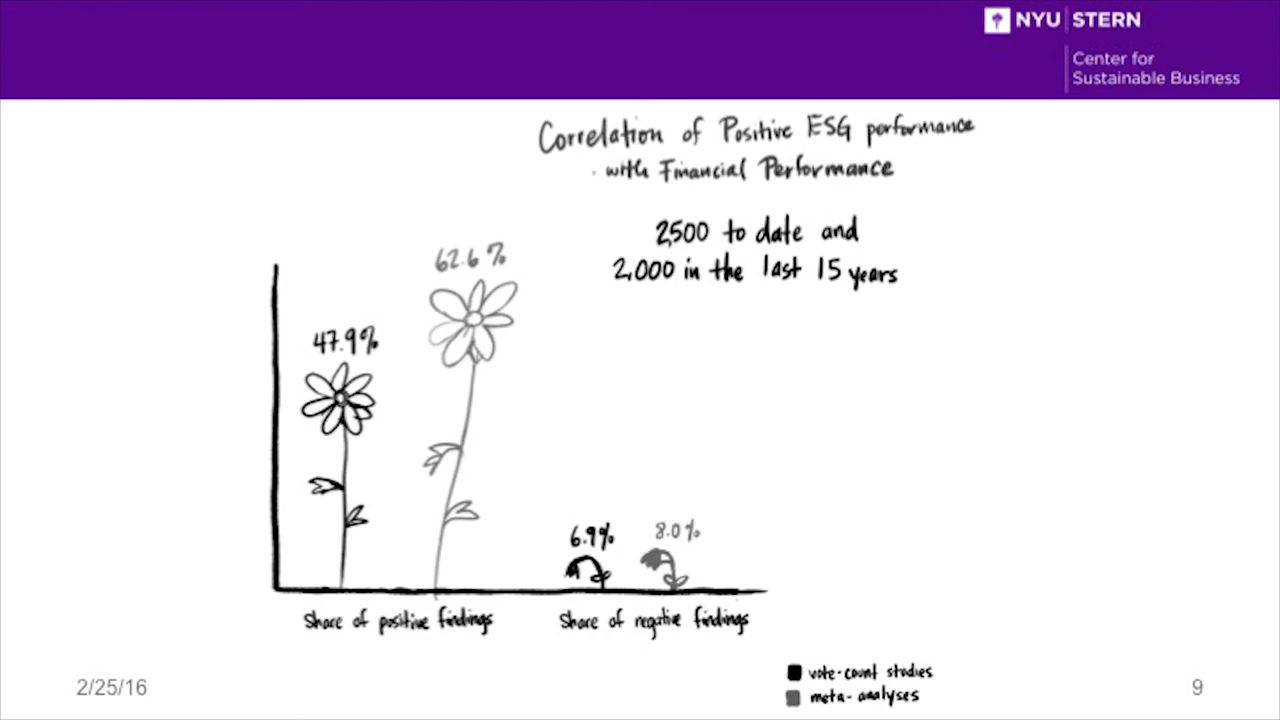 NYU STERN
Center for
Sustainable Business
Correlation of Positive ESG performance
with Financial Performance
2,500 to date and
2,000 in the last 15 years
62.6%
47.9%
6.9%
8.0%
Share of positive findings
Share of negative findings
vote-count studies
meta-analyses
2/25/16
9